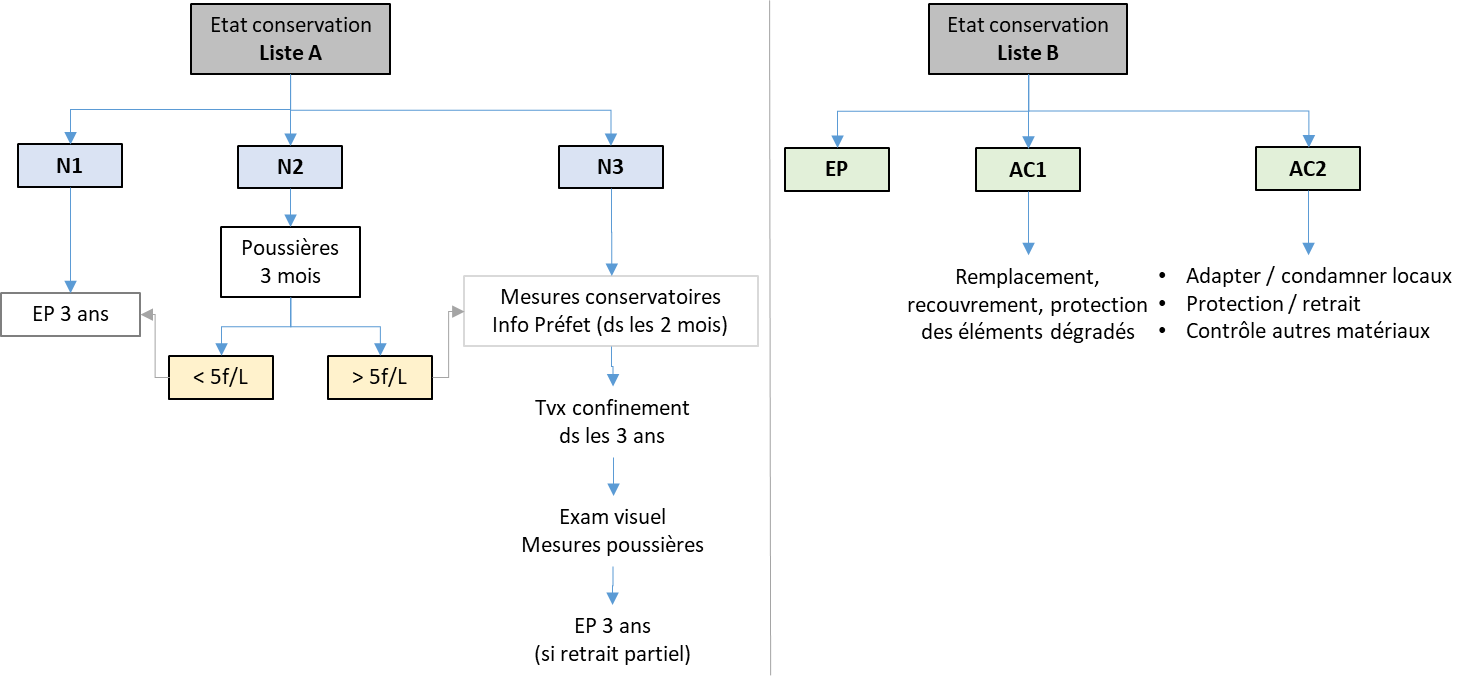 Etat conservation
Liste A
N1
N2
N3
Poussières
3 mois
EP 3 ans
< 5f/L
> 5f/L
Mesures conservatoires
Info Préfet (ds les 2 mois)
Tvx confinement
ds les 3 ans
Exam visuel
Mesures poussières
EP 3 ans
(si retrait partiel)
Etat conservation
Liste B
EP
AC1
AC2
Remplacement,
recouvrement, protection
des éléments dégradés
• Adapter / condamner locaux
• Protection / retrait
• Contrôle autres matériaux